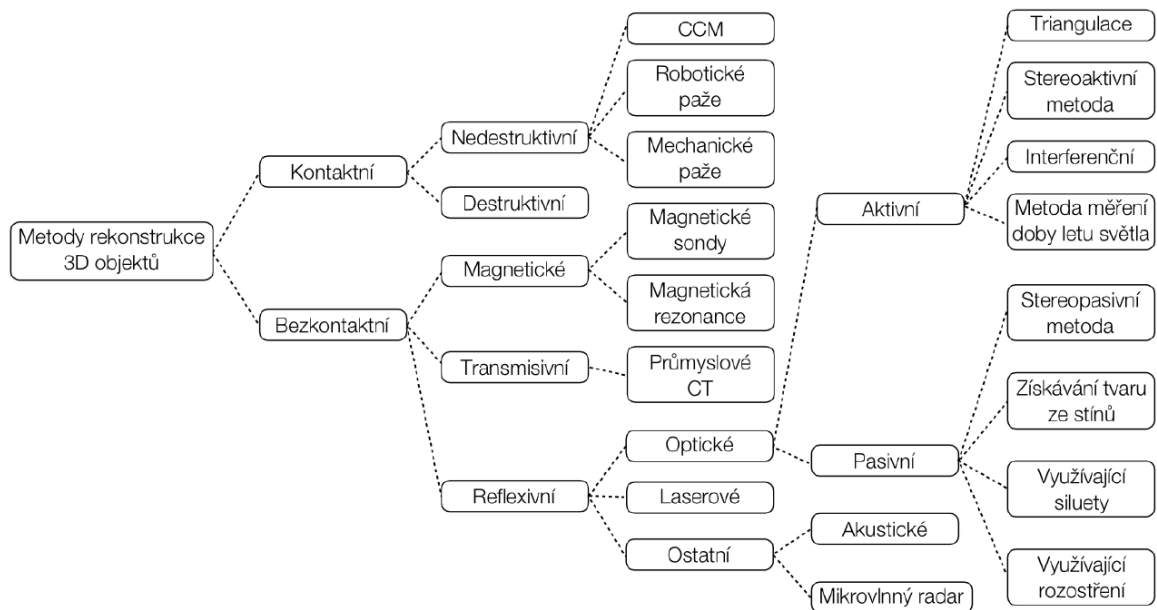 Metody rekonstrukce
3D objektů
Kontaktní
Bezkontaktní
Nedestruktivní
Destruktivní
Magnetické
Transmisivní
Reflexivní
CCM
Robotické
paže
Mechanické
paže
Magnetické
sondy
Magnetická
rezonance
Průmyslové
CT
Optické
Laserové
Ostatní
Aktivní
Pasivní
Akustické
Mikrovlnný radar
Triangulace
Stereoaktivní
metoda
Interferenční
Metoda měření
doby letu světla
Stereopasivní
metoda
Získávání tvaru
ze stínů
Využívající
siluety
Využívající
rozostření